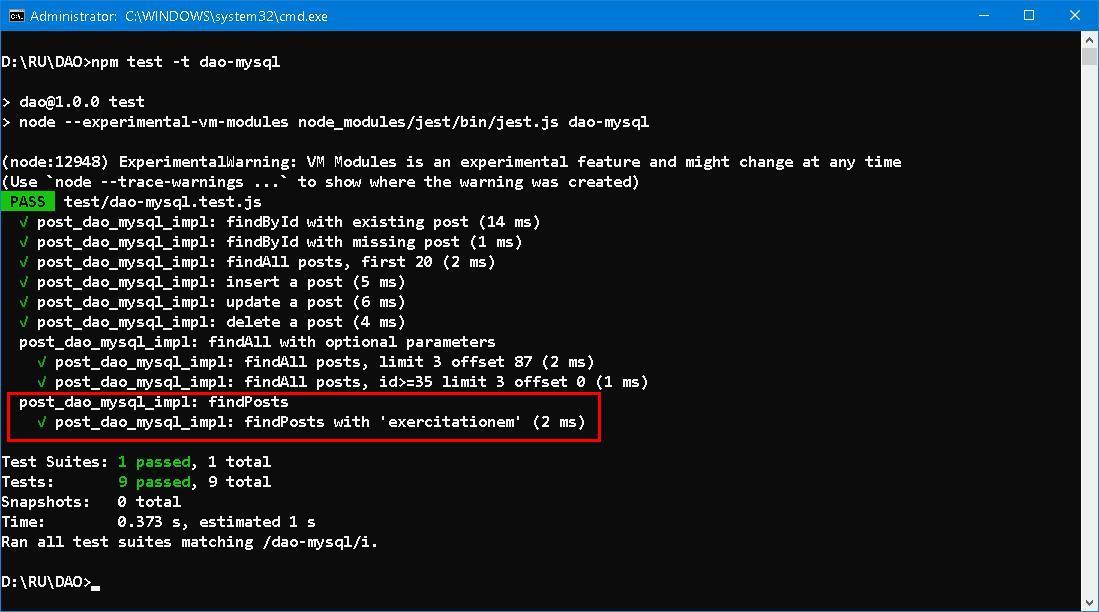 Administrator: C:\WINDOWS\system32\cmd.exe
D:\RU\DAO>npm test -t dao-mysql
> dao@1.0.0 test
> node --experimental-vm-modules node_modules/jest/bin/jest.js dao-mysql
(node:12948) ExperimentalWarning: VM Modules is an experimental feature and might change at any time
(Use `node --trace-warnings ...` to show where the warning was created)
PASS test/dao-mysql.test.js
√ post_dao_mysql_impl: findById with existing post (14 ms)
√ post_dao_mysql_impl: findById with missing post (1 ms)
√ post_dao_mysql_impl: findAll posts, first 20 (2 ms)
√ post_dao_mysql_impl: insert a post (5 ms)
√ post_dao_mysql_impl: update a post (6 ms)
√ post_dao_mysql_impl: delete a post (4 ms)
post_dao_mysql_impl: findAll with optional parameters
√ post_dao_mysql_impl: findAll posts, limit 3 offset 87 (2 ms)
√ post_dao_mysql_impl: findAll posts, id>=35 limit 3 offset 0 (1 ms)
post_dao_mysql_impl: findPosts
√ post_dao_mysql_impl: findPosts with 'exercitationem' (2 ms)
Test Suites: 1 passed, 1 total
Tests: 9 passed, 9 total
Snapshots: 0 total
Time: 0.373 s, estimated 1 s
Ran all test suites matching /dao-mysql/i.
D:\RU\DAO>